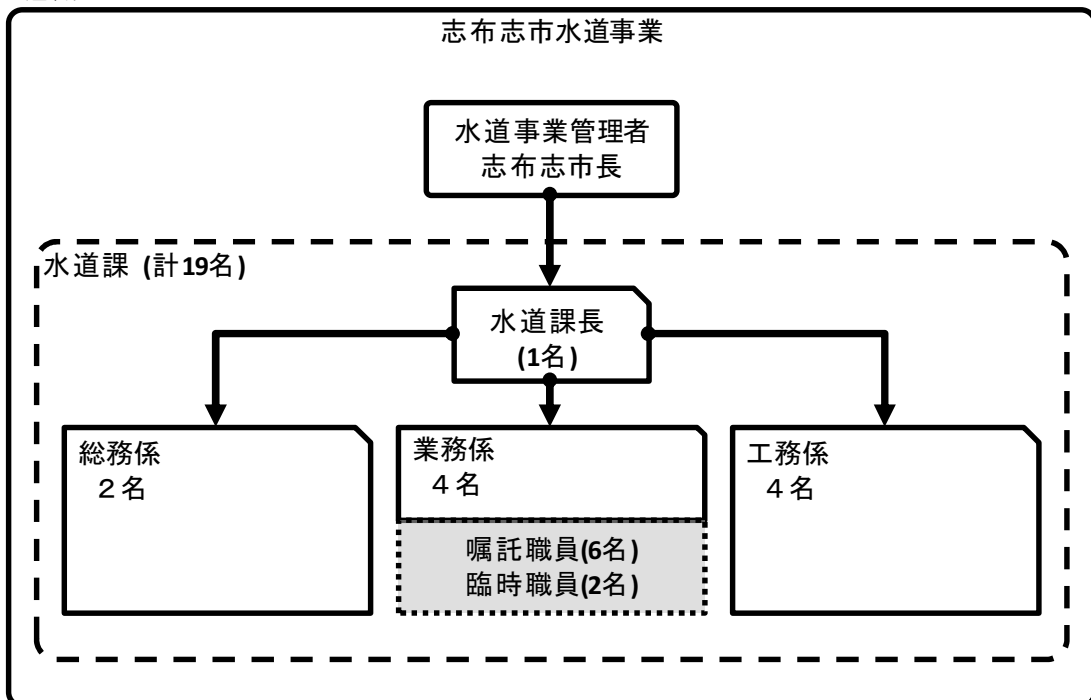 志布志市水道事業
水道事業管理者
志布志市長
水道課 (計19名)
水道課長
(1名)
総務係
２名
業務係
４名
嘱託職員(6名)
臨時職員(2名)
工務係
４名